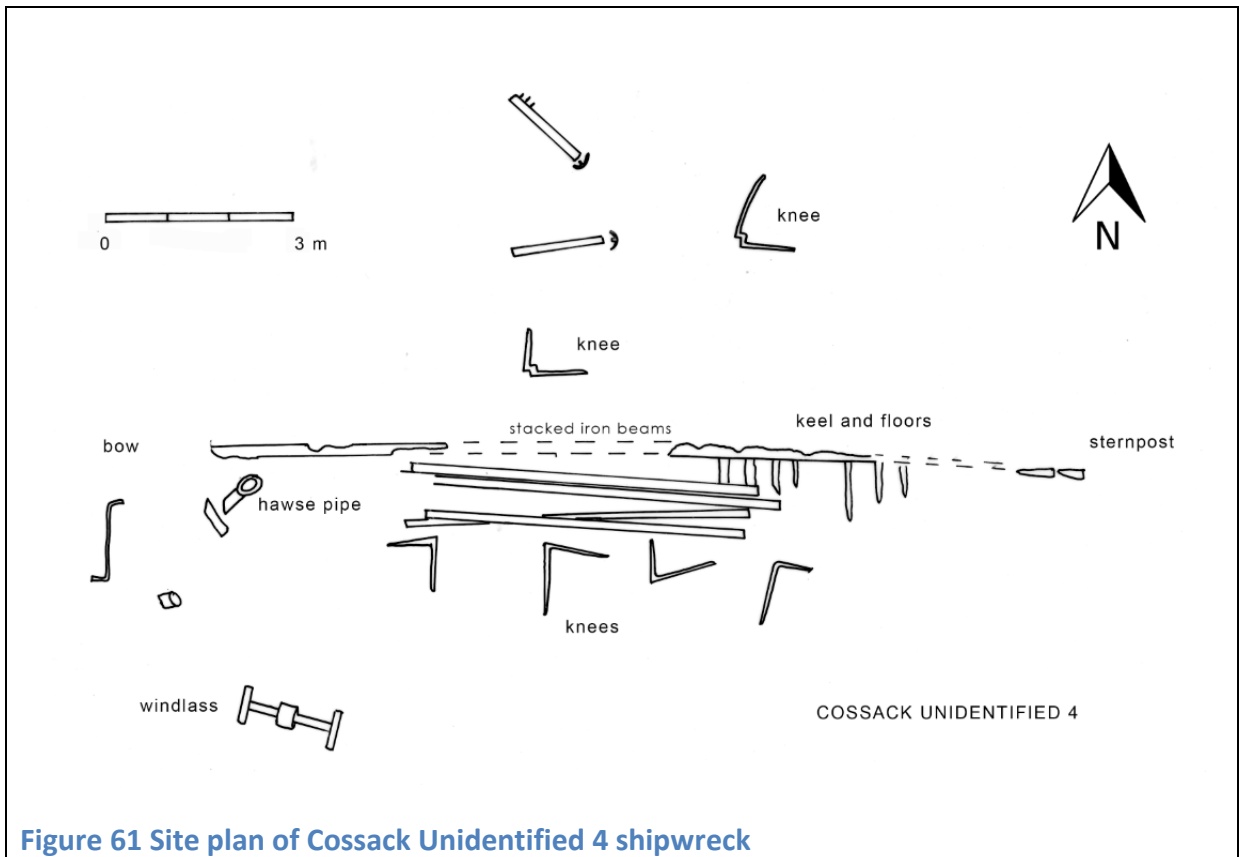 knee
0 3 m
N
knee
stacked iron beams
keel and floors
bow
sternpost
hawse pipe
knees
windlass
COSSACK UNIDENTIFIED 4
Figure 61 Site plan of Cossack Unidentified 4 shipwreck